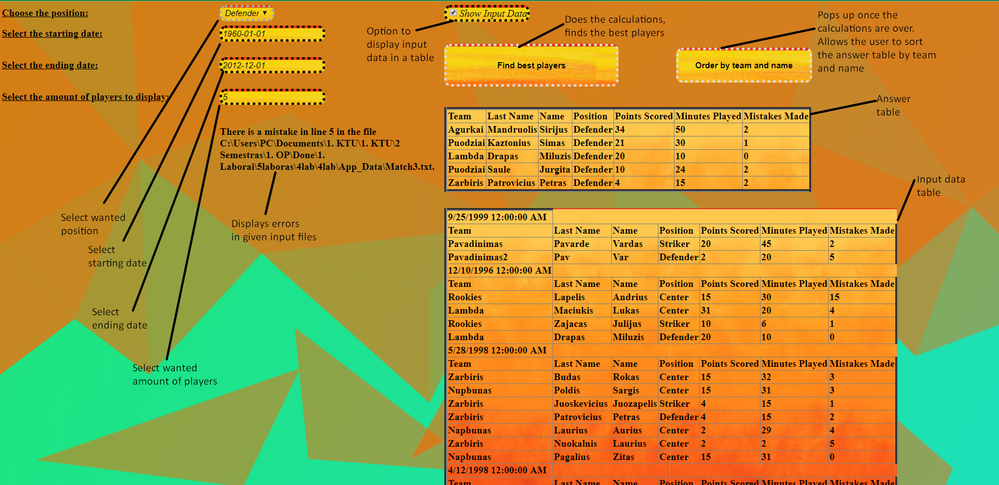 Choose the position:
Defender
Select the starting date:
1960-01-01
Select the ending date:
2012-12-01
Select the amount of players to display:
5
There is a mistake in line 5 in the file
C:\Users\PC\Documents\1. KTU\1. KTU\2
Semestras\1. OP\Done\1.
Laborai\5laboras\4lab\4lab\App_Data\Match3.txt.
Select wanted
position
Select
starting date
Select
ending date
Select wanted
amount of players
Displays errors
in given input files
Option to
display input
data in a table
Show Input Data
Does the calculations,
finds the best players
Find best players
Pops up once the
calculations are over.
Allows the user to sort
the answer table by team
and name
Order by team and name
Answer
table
Team Last Name Name Position Points Scored Minutes Played Mistakes Made
Agurkai Mandruolis Sirijus Defender 34 50 2
Puodziai Kaztonius Simas Defender 21 30 1
Lambda Drapas Miluzis Defender 20 10 0
Puodziai Saule Jurgita Defender 10 24 2
Zarbiris Patrovicius Petras Defender 4 15 2
Input data
table
9/25/1999 12:00:00 AM
Team Last Name Name Position Points Scored Minutes Played Mistakes Made
Pavadinimas Pavarde Vardas Striker 20 45 2
Pavadinimas2 Pav Var Defender 2 20 5
12/10/1996 12:00:00 AM
Team Last Name Name Position Points Scored Minutes Played Mistakes Made
Rookies Lapelis Andrius Center 15 30 15
Lambda Maciukis Lukas Center 31 20 4
Rookies Zajacas Julijus Striker 10 6 1
Lambda Drapas Miluzis Defender 20 10 0
5/28/1998 12:00:00 AM
Team Last Name Name Position Points Scored Minutes Played Mistakes Made
Zarbiris Budas Rokas Center 15 32 3
Nupbunas Poldis Sargis Center 15 31 3
Zarbiris Juoskevicius Juozapelis Striker 4 15 1
Zarbiris Patrovicius Petras Defender 4 15 2
Napbunas Laurius Aurius Center 2 29 4
Zarbiris Nuokalnis Laurius Center 2 2 5
Napbunas Pagalius Zitas Center 15 31 0
4/12/1998 12:00:00 AM
Team Last Name Name Position Points Scored Minutes Played Mistakes Made